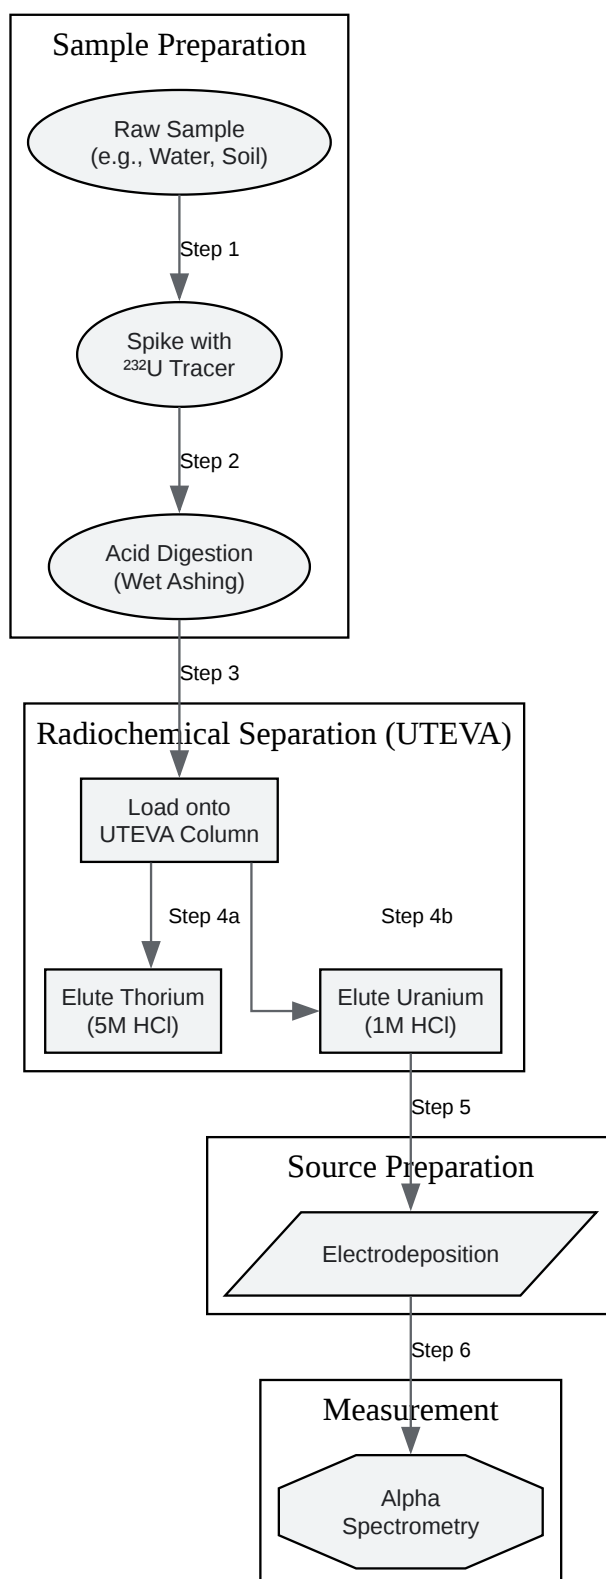 Sample Preparation
Raw Sample
(e.g., Water, Soil)
Step 1
Spike with
²³²U Tracer
Step 2
Acid Digestion
(Wet Ashing)
Step 3
Radiochemical Separation (UTEVA)
Load onto
UTEVA Column
Step 4a
Step 4b
Elute Thorium
(5M HCl)
Elute Uranium
(1M HCl)
Step 5
Source Preparation
Electrodeposition
Step 6
Measurement
Alpha
Spectrometry